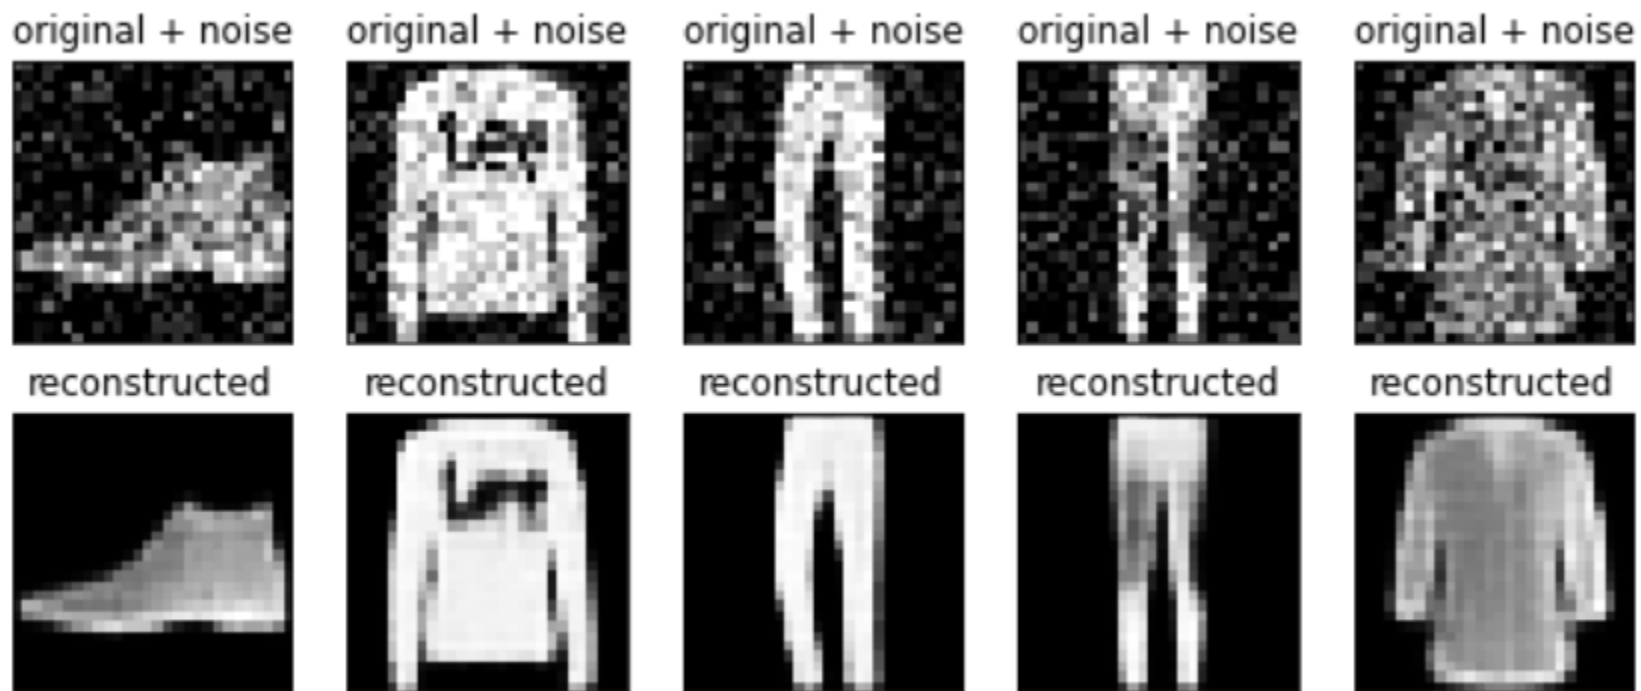 original + noise original + noise original + noise original + noise original + noise
reconstructed reconstructed reconstructed reconstructed reconstructed